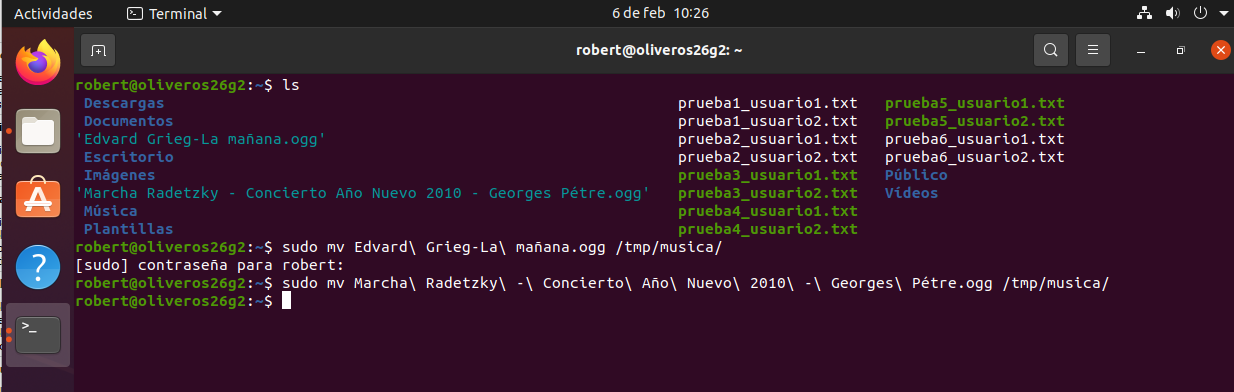 Actividades Terminal 6 de feb 10:26
robert@oliveros26g2: ~
robert@oliveros26g2:~$ ls
Descargas prueba1_usuario1.txt prueba5_usuario1.txt
Documentos prueba1_usuario2.txt prueba5_usuario2.txt
'Edvard Grieg-La mañana.ogg' prueba2_usuario1.txt prueba6_usuario1.txt
Escritorio prueba2_usuario2.txt prueba6_usuario2.txt
Imágenes prueba3_usuario1.txt Público
'Marcha Radetzky - Concierto Año Nuevo 2010 - Georges Pétre.ogg' prueba3_usuario2.txt Vídeos
Música prueba4_usuario1.txt
Plantillas prueba4_usuario2.txt
robert@oliveros26g2:~$ sudo mv Edvard\ Grieg-La\ mañana.ogg /tmp/musica/
[sudo] contraseña para robert:
robert@oliveros26g2:~$ sudo mv Marcha\ Radetzky\ -\ Concierto\ Año\ Nuevo\ 2010\ -\ Georges\ Pétre.ogg /tmp/musica/
robert@oliveros26g2:~$